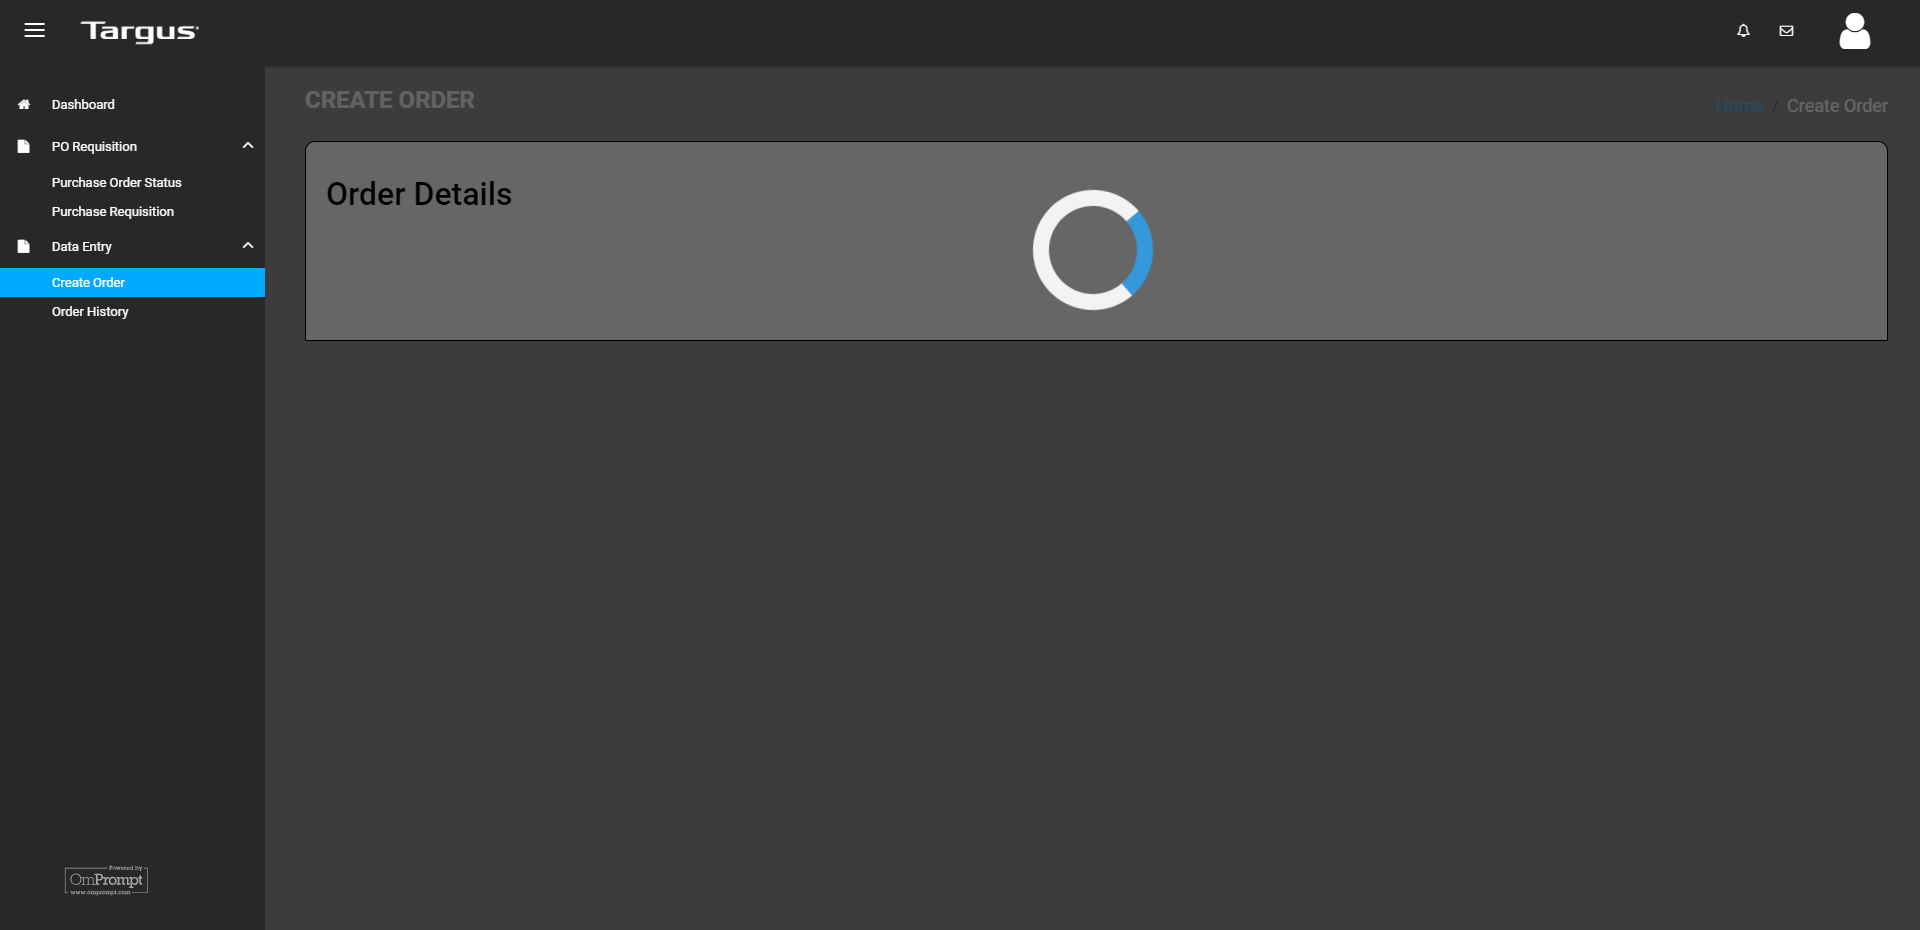 Targus
Dashboard
PO Requisition
Purchase Order Status
Purchase Requisition
Data Entry
Create Order
Order History
CREATE ORDER
Home / Create Order
Order Details
Powered by
OmPrompt
www.omprompt.com